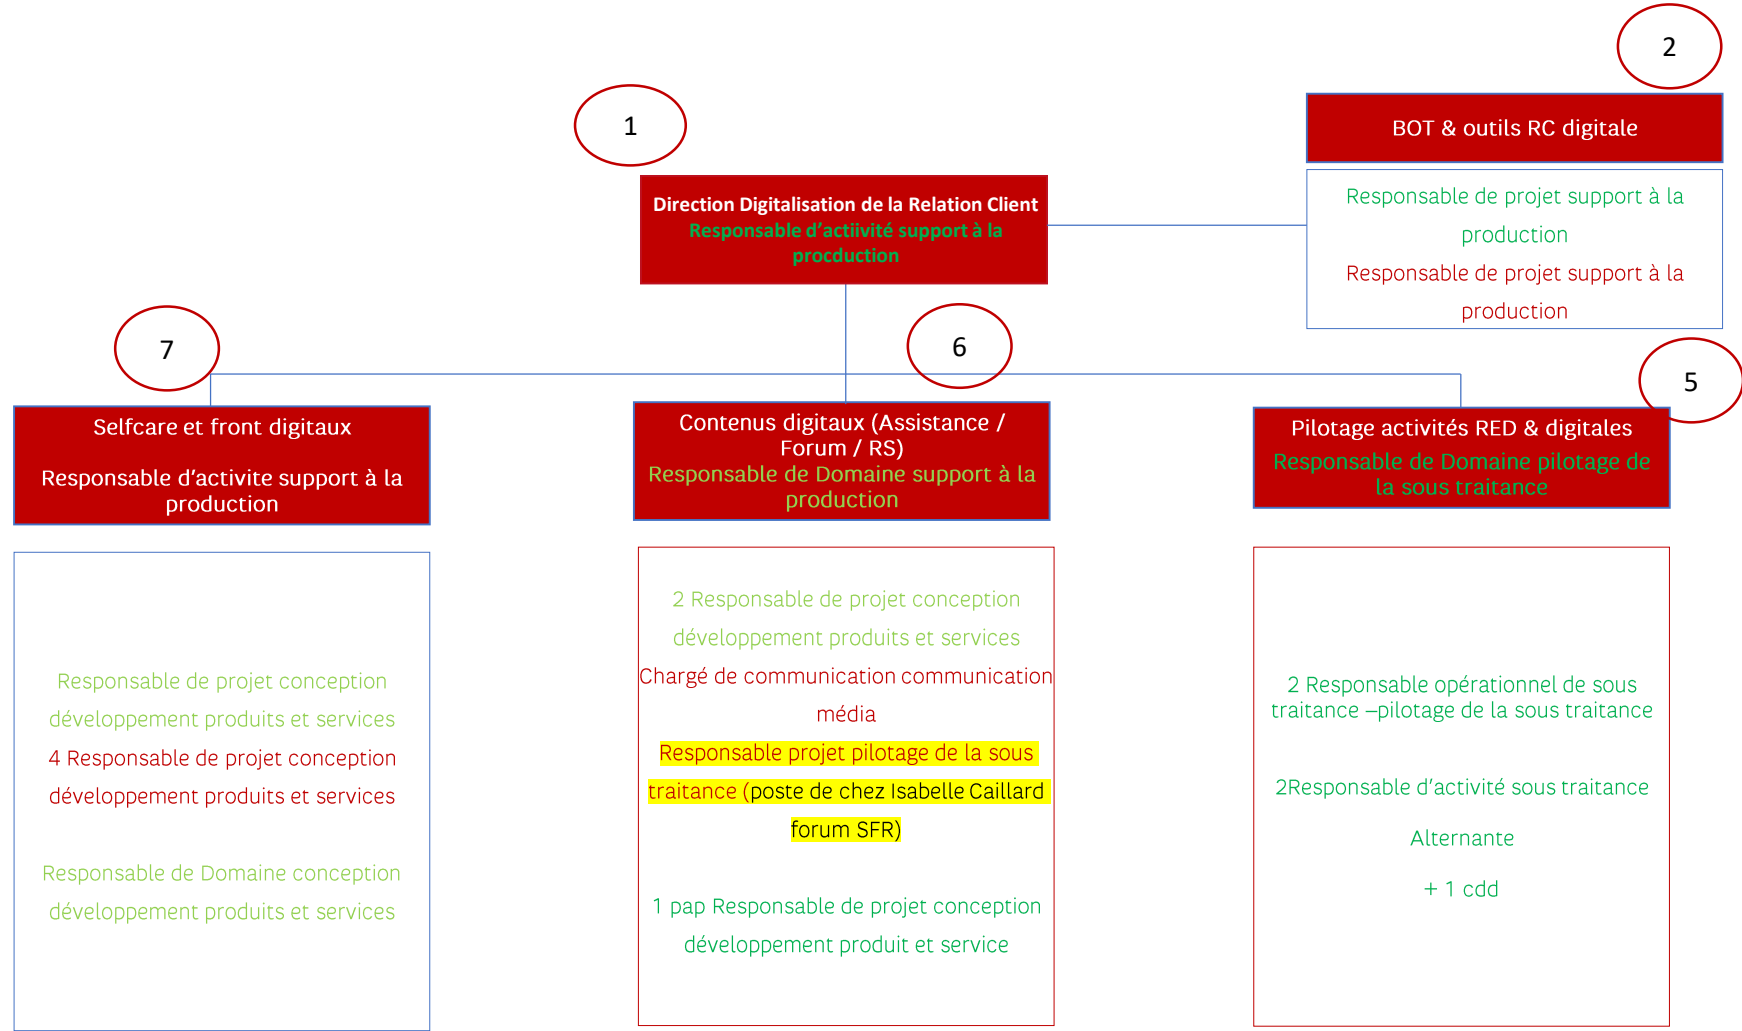 2
1
BOT & outils RC digitale
Responsable de projet support à la
production
Responsable de projet support à la
production
Direction Digitalisation de la Relation Client
Responsable d'actiivité support à la
procduction
7
6
5
Selfcare et front digitaux
Responsable d'activite support à la
production
Contenus digitaux (Assistance /
Forum / RS)
Responsable de Domaine support à la
production
Pilotage activités RED & digitales
Responsable de Domaine pilotage de
la sous traitance
Responsable de projet conception
développement produits et services
4 Responsable de projet conception
développement produits et services
Responsable de Domaine conception
développement produits et services
2 Responsable de projet conception
développement produits et services
Chargé de communication communication
média
Responsable projet pilotage de la sous
traitance (poste de chez Isabelle Caillard
forum SFR)
1 pap Responsable de projet conception
développement produit et service
2 Responsable opérationnel de sous
traitance –pilotage de la sous traitance
2Responsable d'activité sous traitance
Alternante
+ 1 cdd